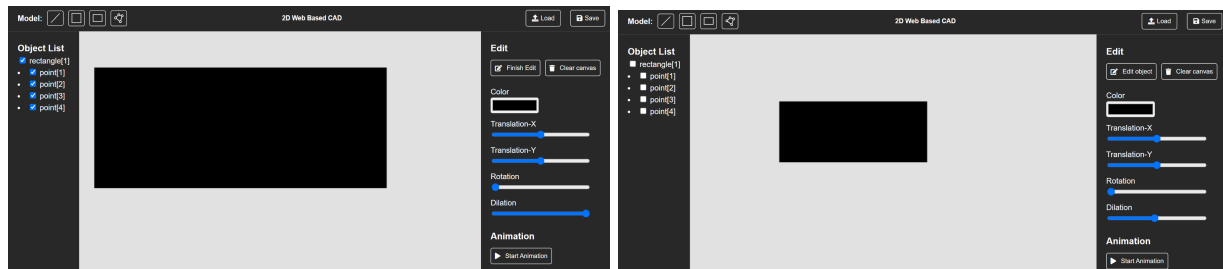 Model:
2D Web Based CAD
Load
Save
Object List
rectangle[1]
point[1]
point[2]
point[3]
point[4]
Edit
Finish Edit
Clear canvas
Color
Translation-X
Translation-Y
Rotation
Dilation
Animation
Start Animation
Model:
2D Web Based CAD
Load
Save
Object List
rectangle[1]
point[1]
point[2]
point[3]
point[4]
Edit
Edit object
Clear canvas
Color
Translation-X
Translation-Y
Rotation
Dilation
Animation
Start Animation